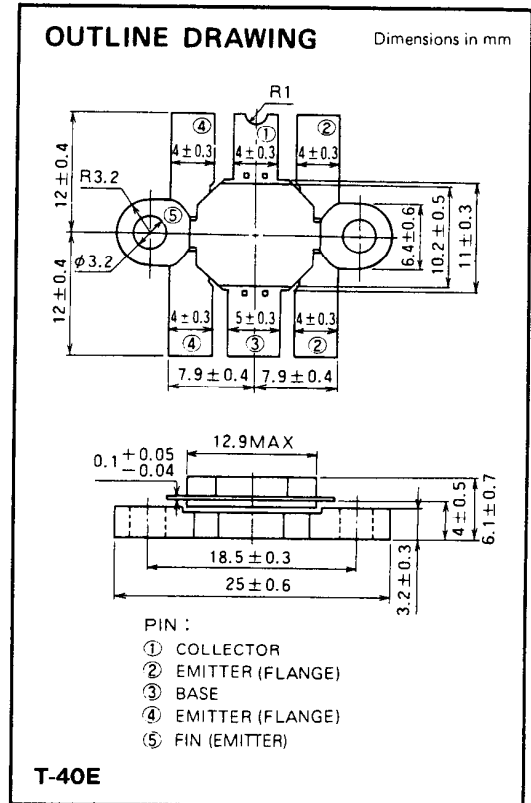 OUTLINE DRAWING
Dimensions in mm
R1
④
①
②
4±0.3
4±0.3
4±0.3
12±0.4
R3.2
⑤
φ3.2
12±0.4
6.4±0.6
10.2±0.5
11±0.3
4±0.3
5±0.3
4±0.3
④
③
②
7.9±0.4
7.9±0.4
12.9MAX
0.1 +0.05
-0.04
18.5±0.3
25±0.6
3.2±0.3
4±0.5
6.1±0.7
PIN :
① COLLECTOR
② EMITTER (FLANGE)
③ BASE
④ EMITTER (FLANGE)
⑤ FIN (EMITTER)
T-40E